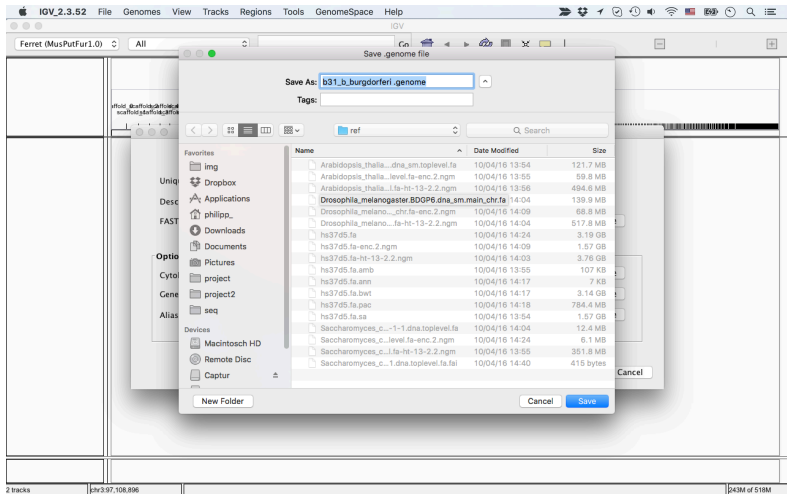 IGV_2.3.52 File Genomes View Tracks Regions Tools GenomeSpace Help
IGV
Ferret (MusPutFur1.0) All Go
Save .genome file
Save As: b31_b_burgdorferi .genome
Tags:
ref Search
Favorites
img
Dropbox
Applications
philipp_
Downloads
Documents
Pictures
project
project2
seq
Devices
Macintosch HD
Remote Disc
Captur
Name Date Modified Size
Arabidopsis_thalia....dna_sm.toplevel.fa 10/04/16 13:54 121.7 MB
Arabidopsis_thalia...level.fa-enc.2.ngm 10/04/16 13:55 59.8 MB
Arabidopsis_thalia...l.fa-ht-13-2.2.ngm 10/04/16 13:56 494.6 MB
Drosophila_melanogaster.BDGP6.dna_sm.main_chr.fa 14:04 139.9 MB
Drosophila_melano..._chr.fa-enc.2.ngm 10/04/16 14:09 68.8 MB
Drosophila_melano....fa-ht-13-2.2.ngm 10/04/16 14:04 517.8 MB
hs37d5.fa 10/04/16 14:24 3.19 GB
hs37d5.fa-enc.2.ngm 10/04/16 14:09 1.57 GB
hs37d5.fa-ht-13-2.2.ngm 10/04/16 14:03 3.76 GB
hs37d5.fa.amb 10/04/16 13:55 107 KB
hs37d5.fa.ann 10/04/16 14:17 7 KB
hs37d5.fa.bwt 10/04/16 14:17 3.14 GB
hs37d5.fa.pac 10/04/16 14:18 784.4 MB
hs37d5.fa.sa 10/04/16 13:54 1.57 GB
Saccharomyces_c...-1-1.dna.toplevel.fa 10/04/16 14:04 12.4 MB
Saccharomyces_c...level.fa-enc.2.ngm 10/04/16 14:24 6.1 MB
Saccharomyces_c...l.fa-ht-13-2.2.ngm 10/04/16 13:55 351.8 MB
Saccharomyces_c...1.dna.toplevel.fa.fai 10/04/16 14:40 415 bytes
Uniq
Desc
FAST
Optio
Cyto
Gene
Alias
Cancel
New Folder Cancel Save
2 tracks chr3:97,108,896 243M of 518M